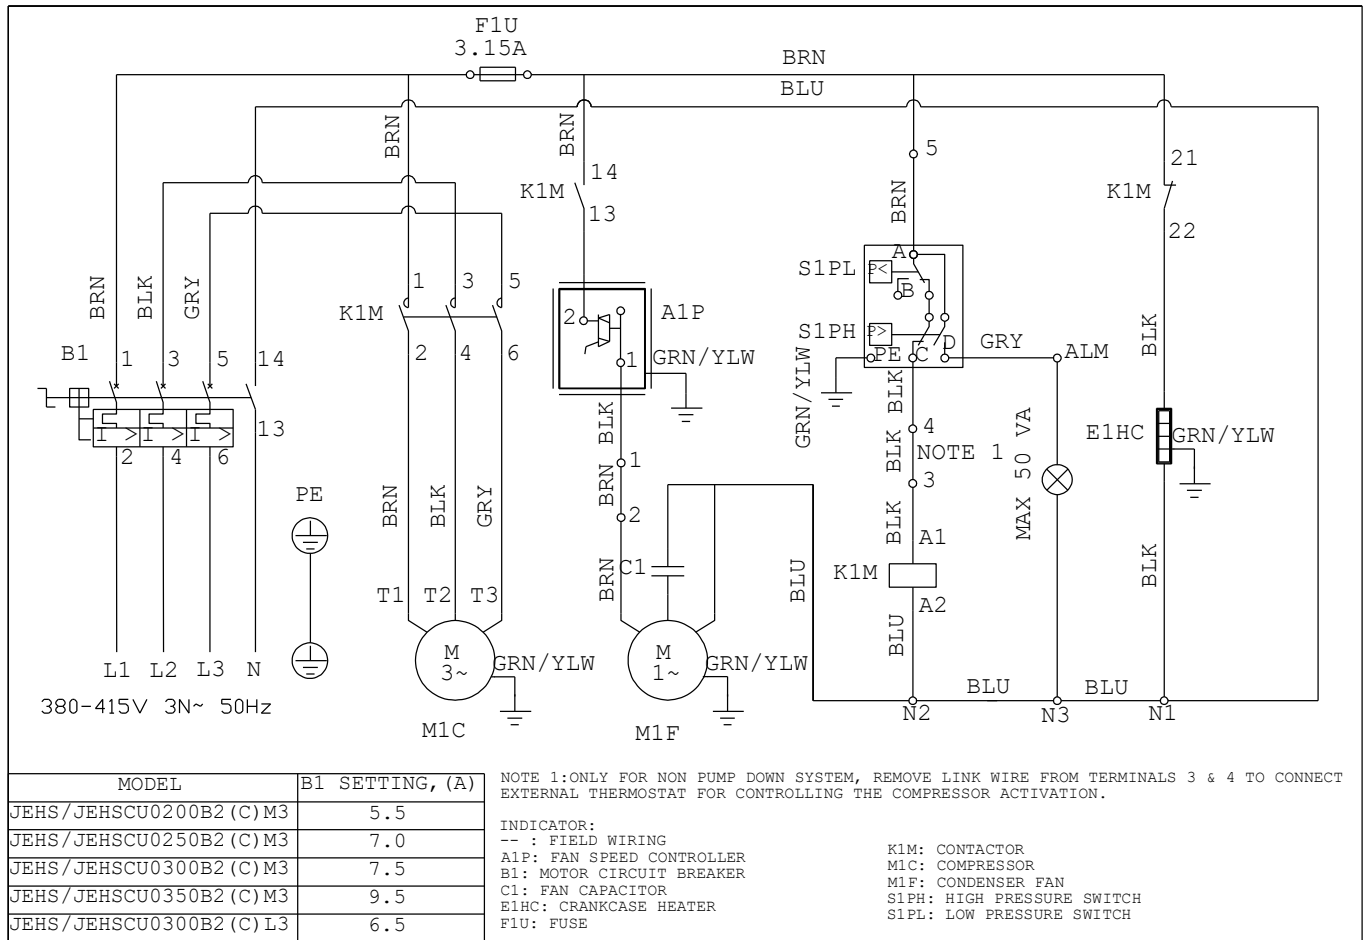 F1U
3.15A
BRN
BLU
BRN
BRN
5
14
K1M
13
21
K1M
22
BRN
BRN
BLK
GRY
B1
1
3
5
14
13
I >
I >
I >
2
4
6
1
3
5
K1M
2
4
6
A
S1PL
P<
B
S1PH
P>
PE
C
D
GRY
ALM
2
A1P
1
GRN/YLW
GRN/YLW
BLK
BLK
BLK
4
NOTE 1
3
BLK
MAX 50 VA
BLK
E1HC
GRN/YLW
1
BRN
2
PE
BRN
BLK
GRY
BLK
A1
K1M
A2
BLU
BLU
BLK
BRN
C1
T1
T2
T3
M
3~
GRN/YLW
M
1~
GRN/YLW
L1
L2
L3
N
380-415V 3N~ 50Hz
M1C
M1F
BLU
BLU
N2
N3
N1
MODEL B1 SETTING,(A)
JEHS/JEHSCU0200B2(C)M3 5.5
JEHS/JEHSCU0250B2(C)M3 7.0
JEHS/JEHSCU0300B2(C)M3 7.5
JEHS/JEHSCU0350B2(C)M3 9.5
JEHS/JEHSCU0300B2(C)L3 6.5
NOTE 1:ONLY FOR NON PUMP DOWN SYSTEM, REMOVE LINK WIRE FROM TERMINALS 3 & 4 TO CONNECT
EXTERNAL THERMOSTAT FOR CONTROLLING THE COMPRESSOR ACTIVATION.
INDICATOR:
-- : FIELD WIRING
A1P: FAN SPEED CONTROLLER
B1: MOTOR CIRCUIT BREAKER
C1: FAN CAPACITOR
E1HC: CRANKCASE HEATER
F1U: FUSE
K1M: CONTACTOR
M1C: COMPRESSOR
M1F: CONDENSER FAN
S1PH: HIGH PRESSURE SWITCH
S1PL: LOW PRESSURE SWITCH